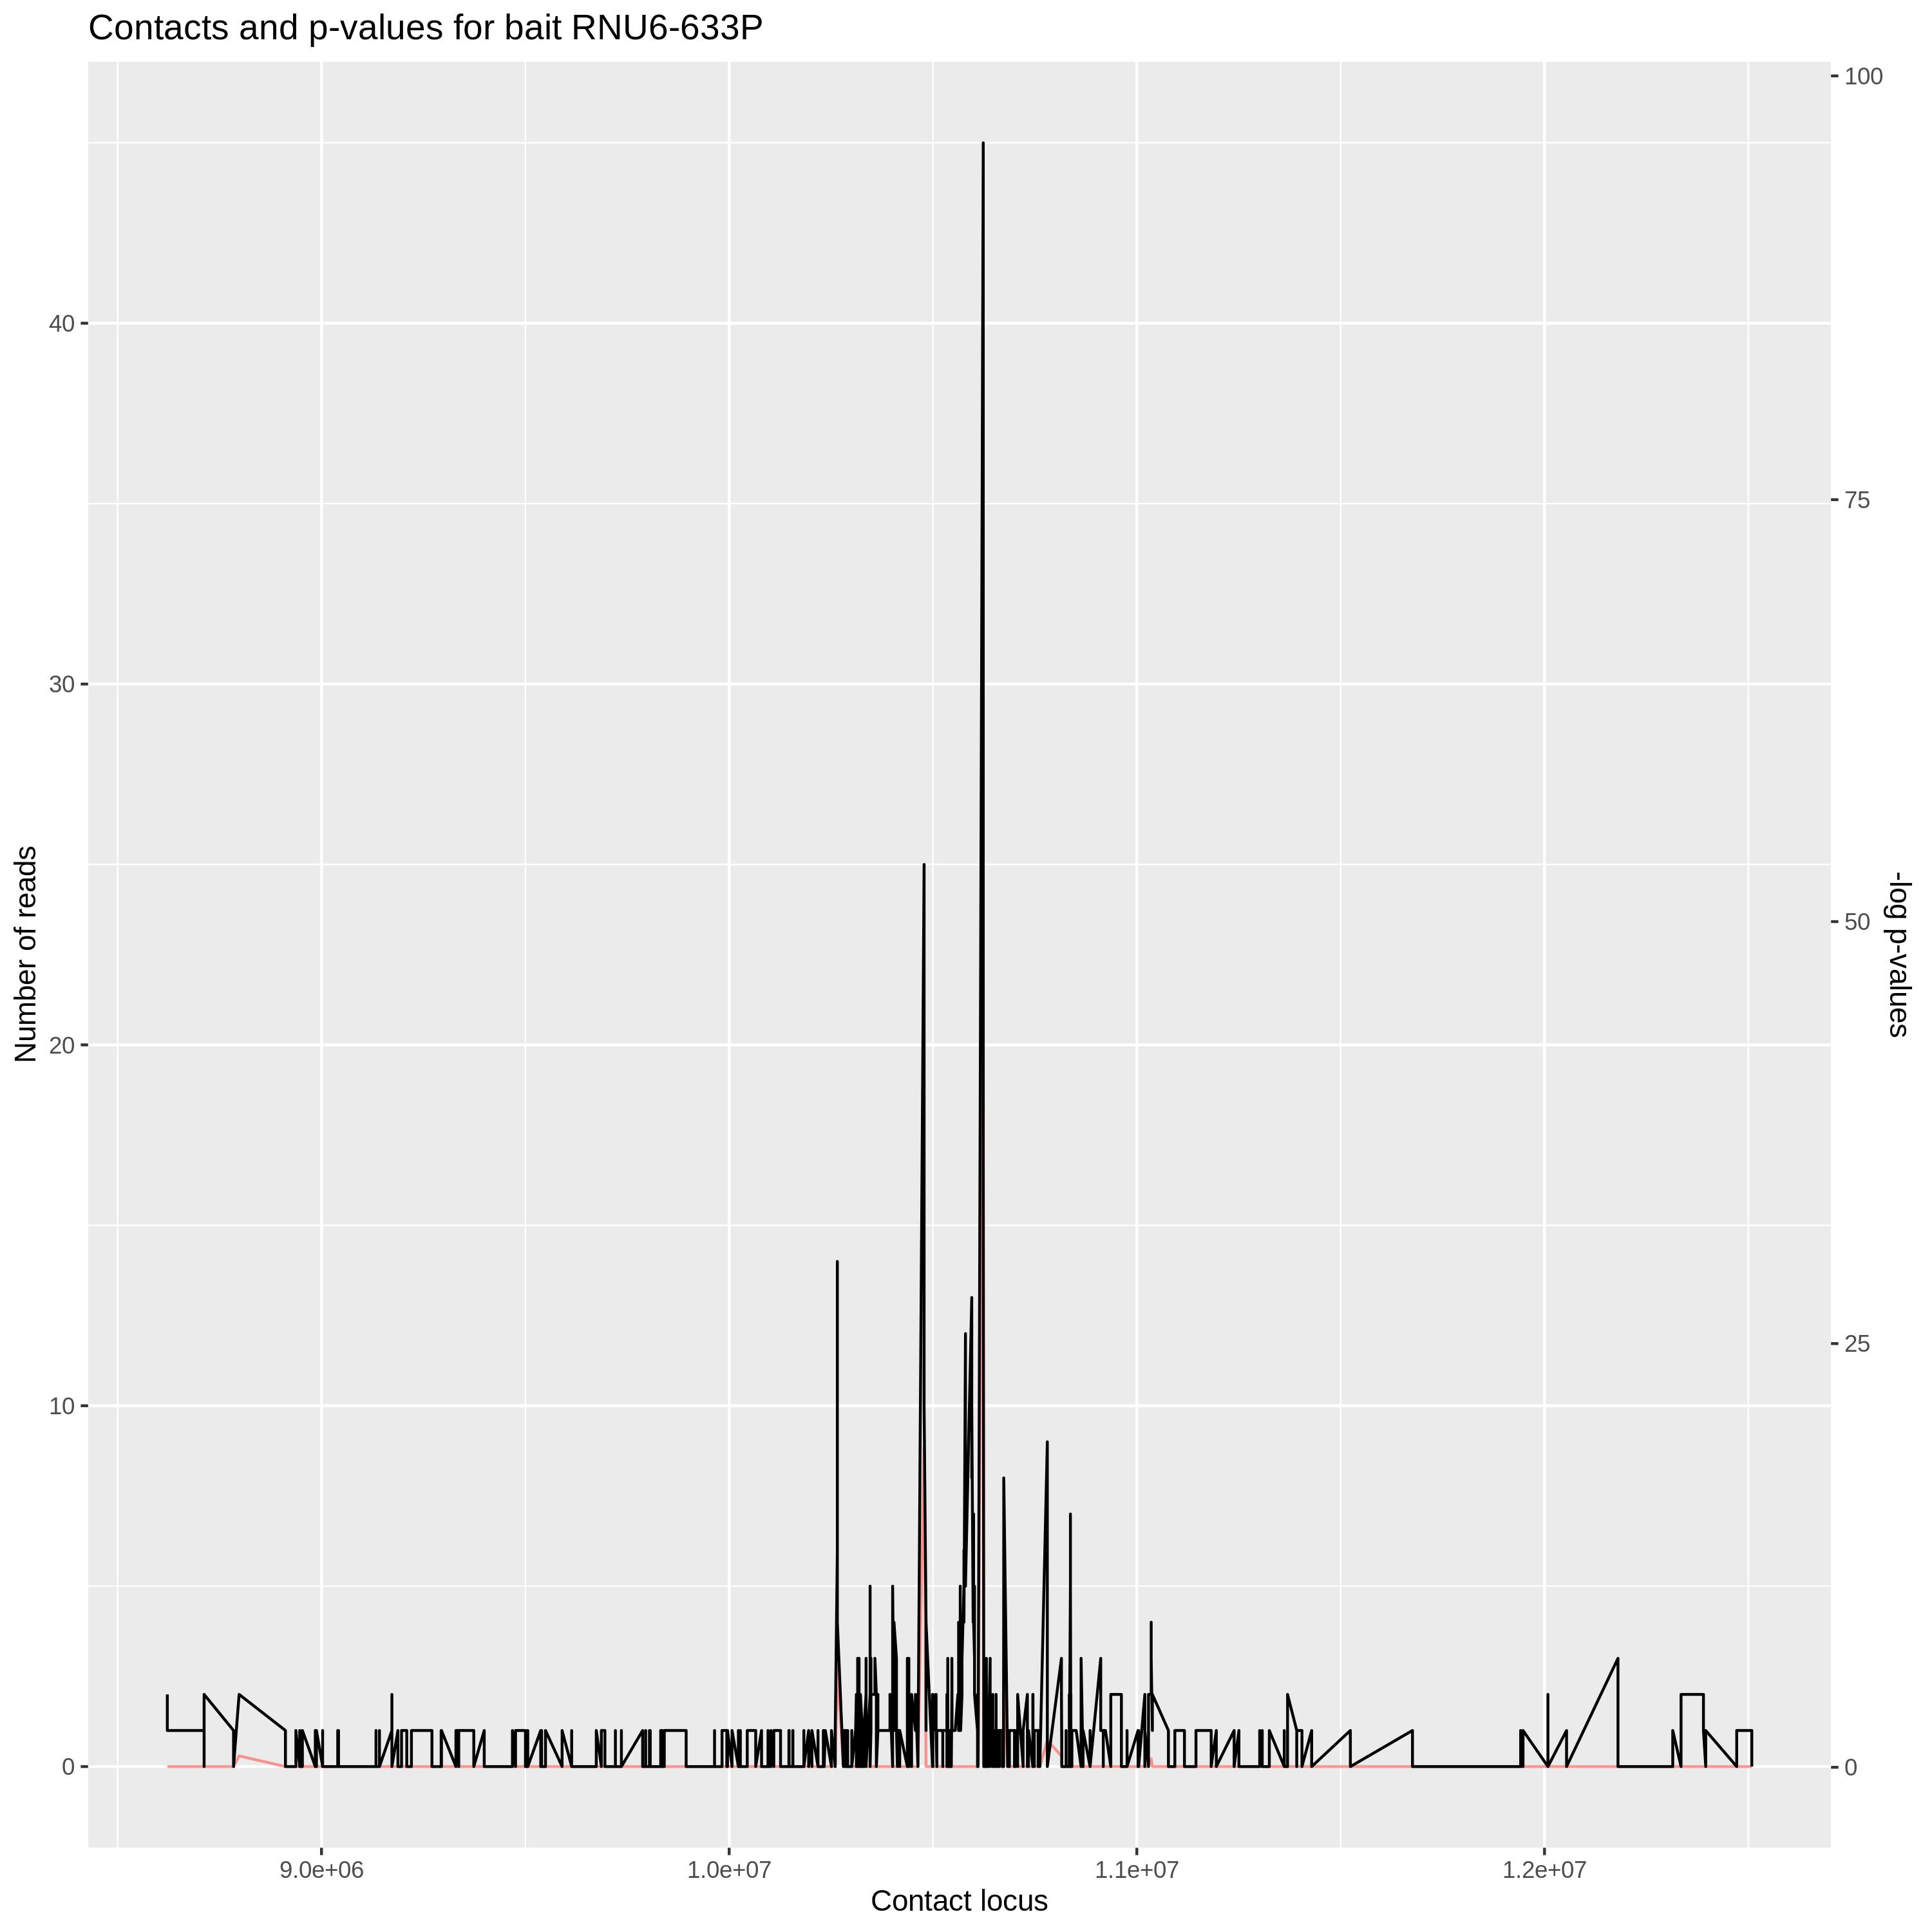 Contacts and p-values for bait RNU6-633P
Number of reads
40
30
20
10
0
100
75
50
25
0
-log p-values
9.0e+06
1.0e+07
1.1e+07
1.2e+07
Contact locus